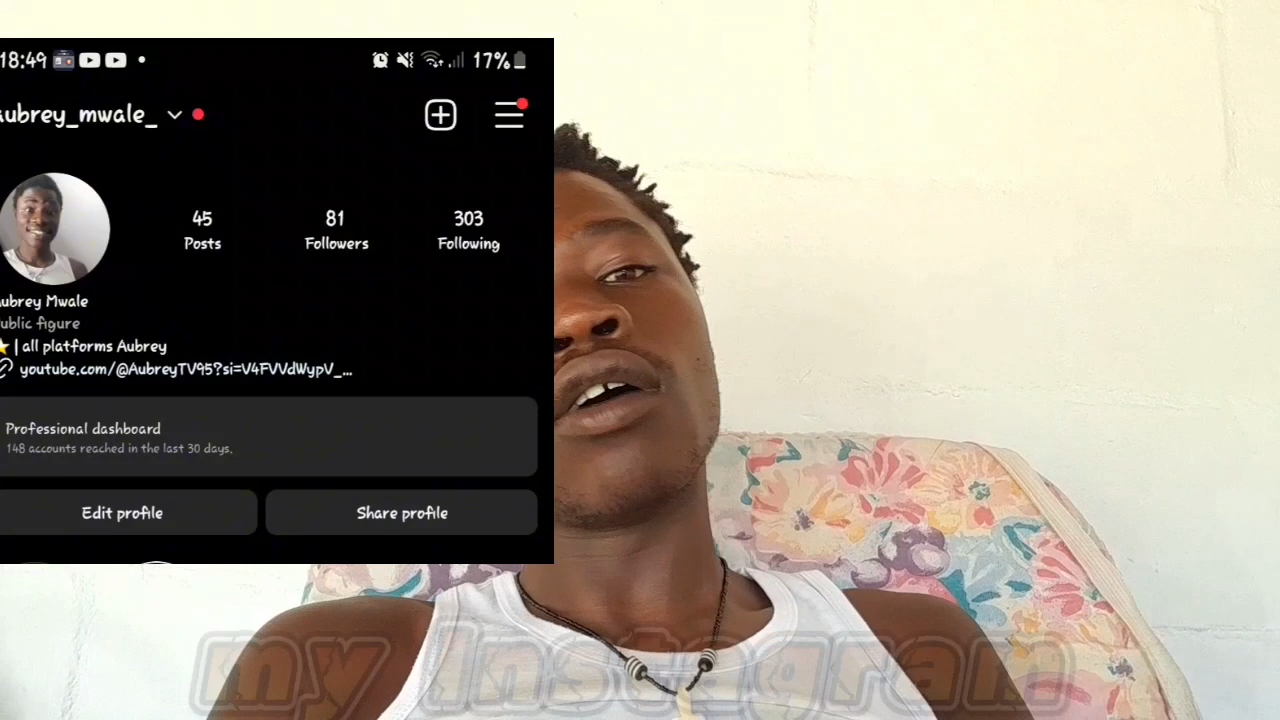 18:49 17%
aubrey_mwale_
45 81 303
Posts Followers Following
ubrey Mwale
ublic figure
| all platforms Aubrey
youtube.com/@AubreyTV95?si=V4FVVdWypV_...
Professional dashboard
148 accounts reached in the last 30 days.
Edit profile Share profile
my Instagram